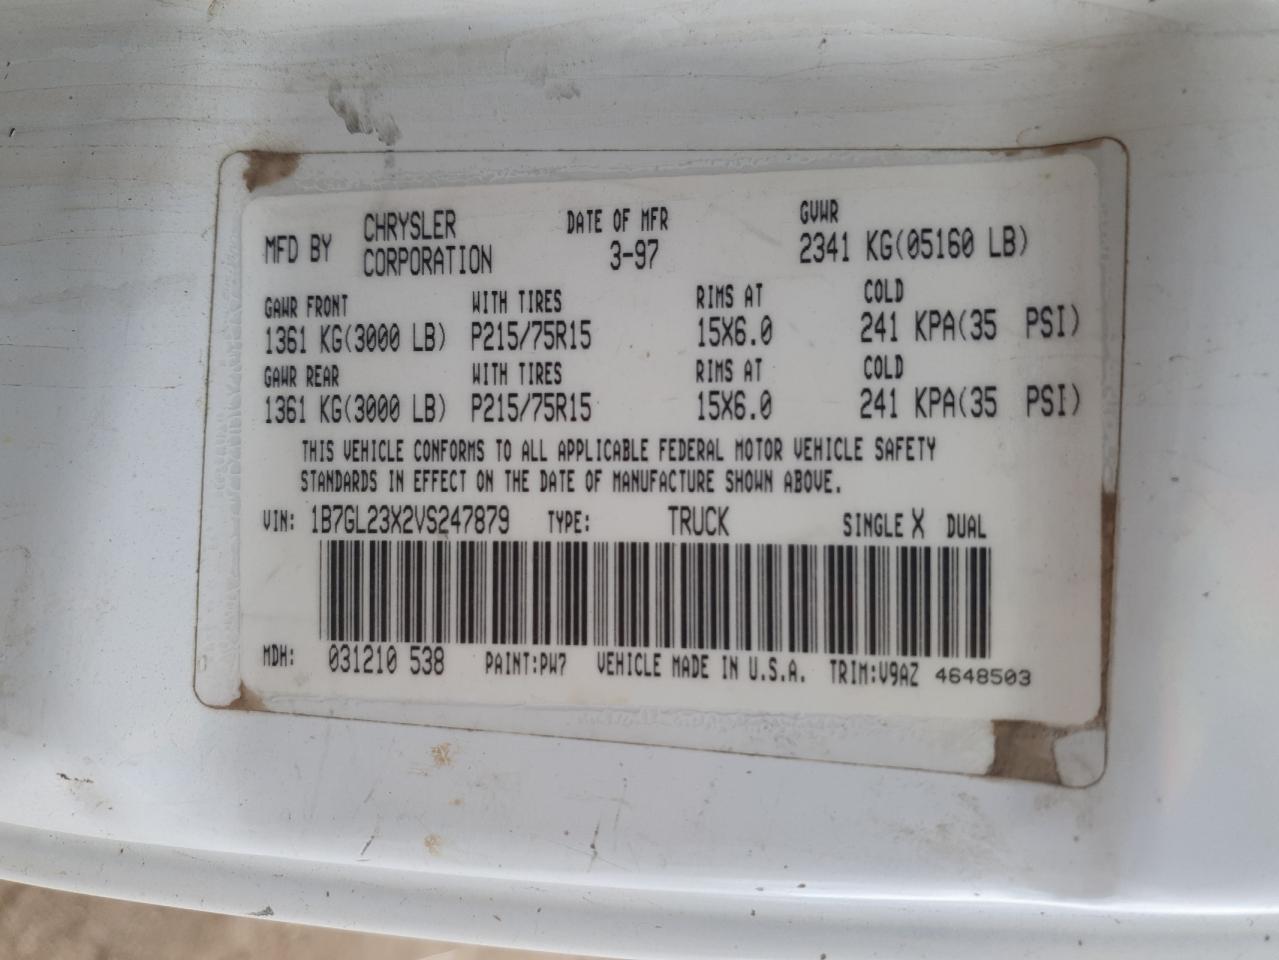 MFD BY CHRYSLER CORPORATION DATE OF MFR 3-97 GVWR 2341 KG(05160 LB)
GAWR FRONT WITH TIRES RIMS AT COLD
1361 KG(3000 LB) P215/75R15 15X6.0 241 KPA(35 PSI)
GAWR REAR WITH TIRES RIMS AT COLD
1361 KG(3000 LB) P215/75R15 15X6.0 241 KPA(35 PSI)
THIS VEHICLE CONFORMS TO ALL APPLICABLE FEDERAL MOTOR VEHICLE SAFETY
STANDARDS IN EFFECT ON THE DATE OF MANUFACTURE SHOWN ABOVE.
VIN: 1B7GL23X2VS247879 TYPE: TRUCK SINGLE X DUAL
MDH: 031210 538 PAINT:PW7 VEHICLE MADE IN U.S.A. TRIM:V9AZ 4648503